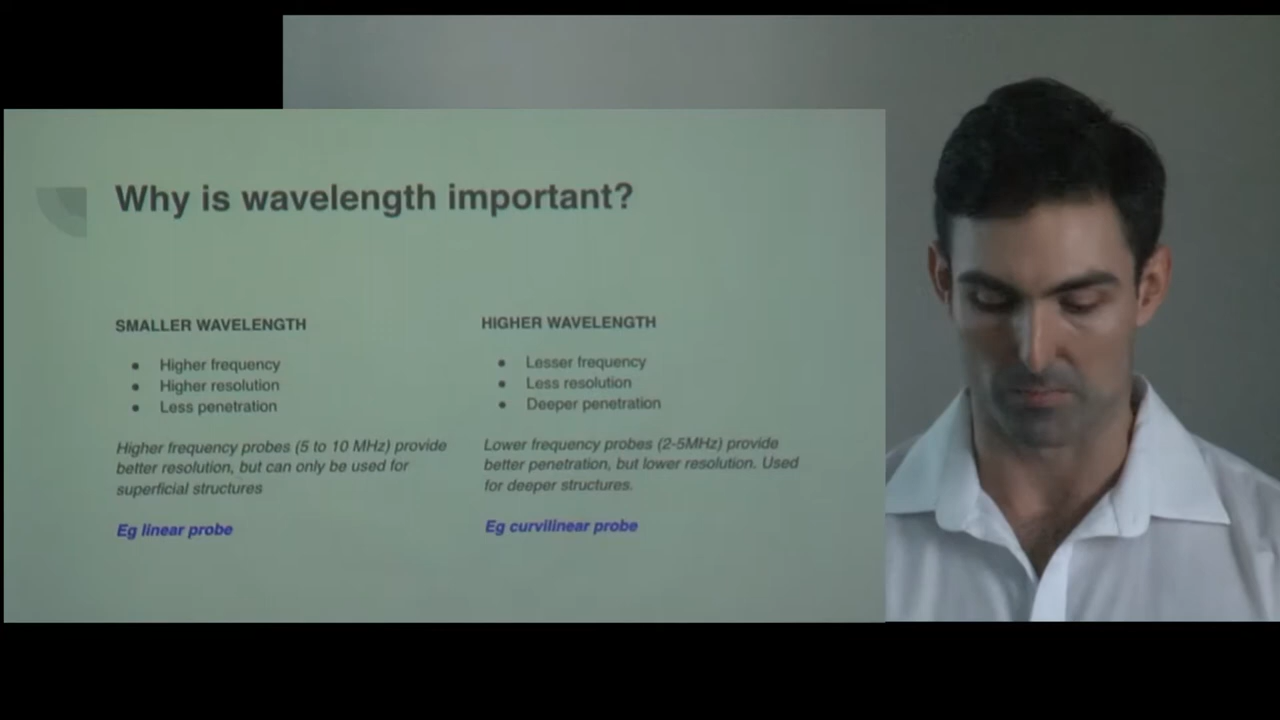 Why is wavelength important?
SMALLER WAVELENGTH
Higher frequency
Higher resolution
Less penetration
Higher frequency probes (5 to 10 MHz) provide
better resolution, but can only be used for
superficial structures
Eg linear probe
HIGHER WAVELENGTH
Lesser frequency
Less resolution
Deeper penetration
Lower frequency probes (2-5MHz) provide
better penetration, but lower resolution. Used
for deeper structures.
Eg curvilinear probe